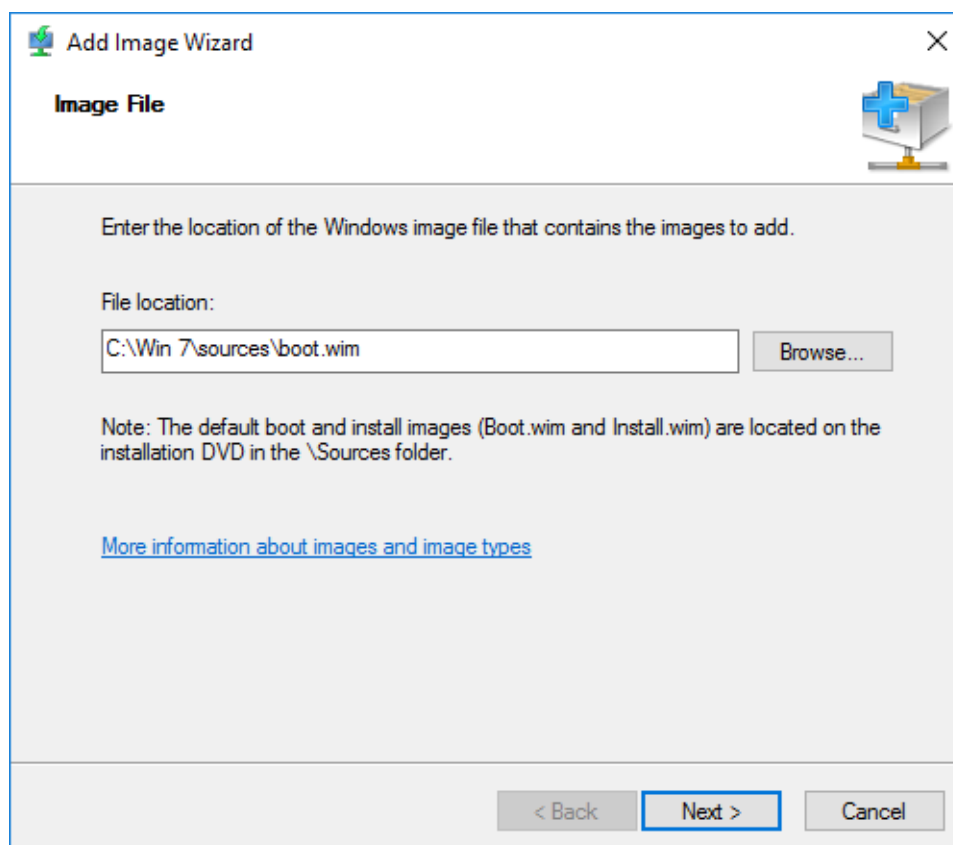 Add Image Wizard
Image File
Enter the location of the Windows image file that contains the images to add.
File location:
C:\Win 7\sources\boot.wim
Browse...
Note: The default boot and install images (Boot.wim and Install.wim) are located on the
installation DVD in the \Sources folder.
More information about images and image types
< Back
Next >
Cancel